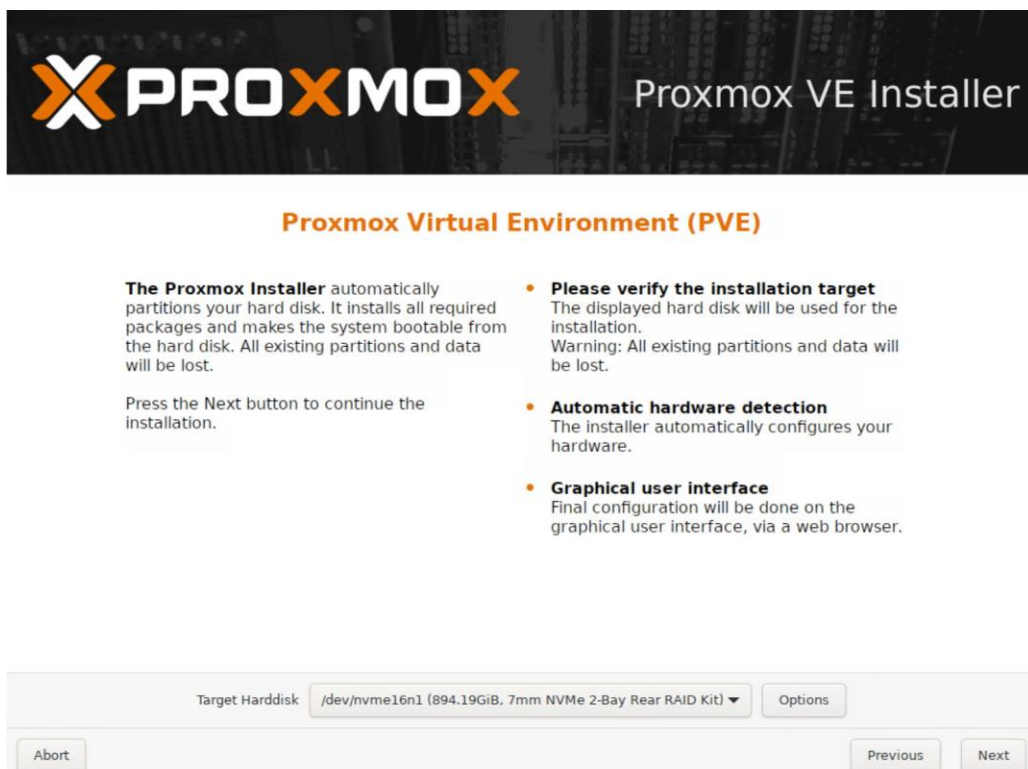 PROXMOX
Proxmox VE Installer
Proxmox Virtual Environment (PVE)
The Proxmox Installer automatically
partitions your hard disk. It installs all required
packages and makes the system bootable from
the hard disk. All existing partitions and data
will be lost.
Press the Next button to continue the
installation.
Please verify the installation target
The displayed hard disk will be used for the
installation.
Warning: All existing partitions and data will
be lost.
Automatic hardware detection
The installer automatically configures your
hardware.
Graphical user interface
Final configuration will be done on the
graphical user interface, via a web browser.
Target Harddisk /dev/nvme16n1 (894.19GiB, 7mm NVMe 2-Bay Rear RAID Kit) Options
Abort Previous Next